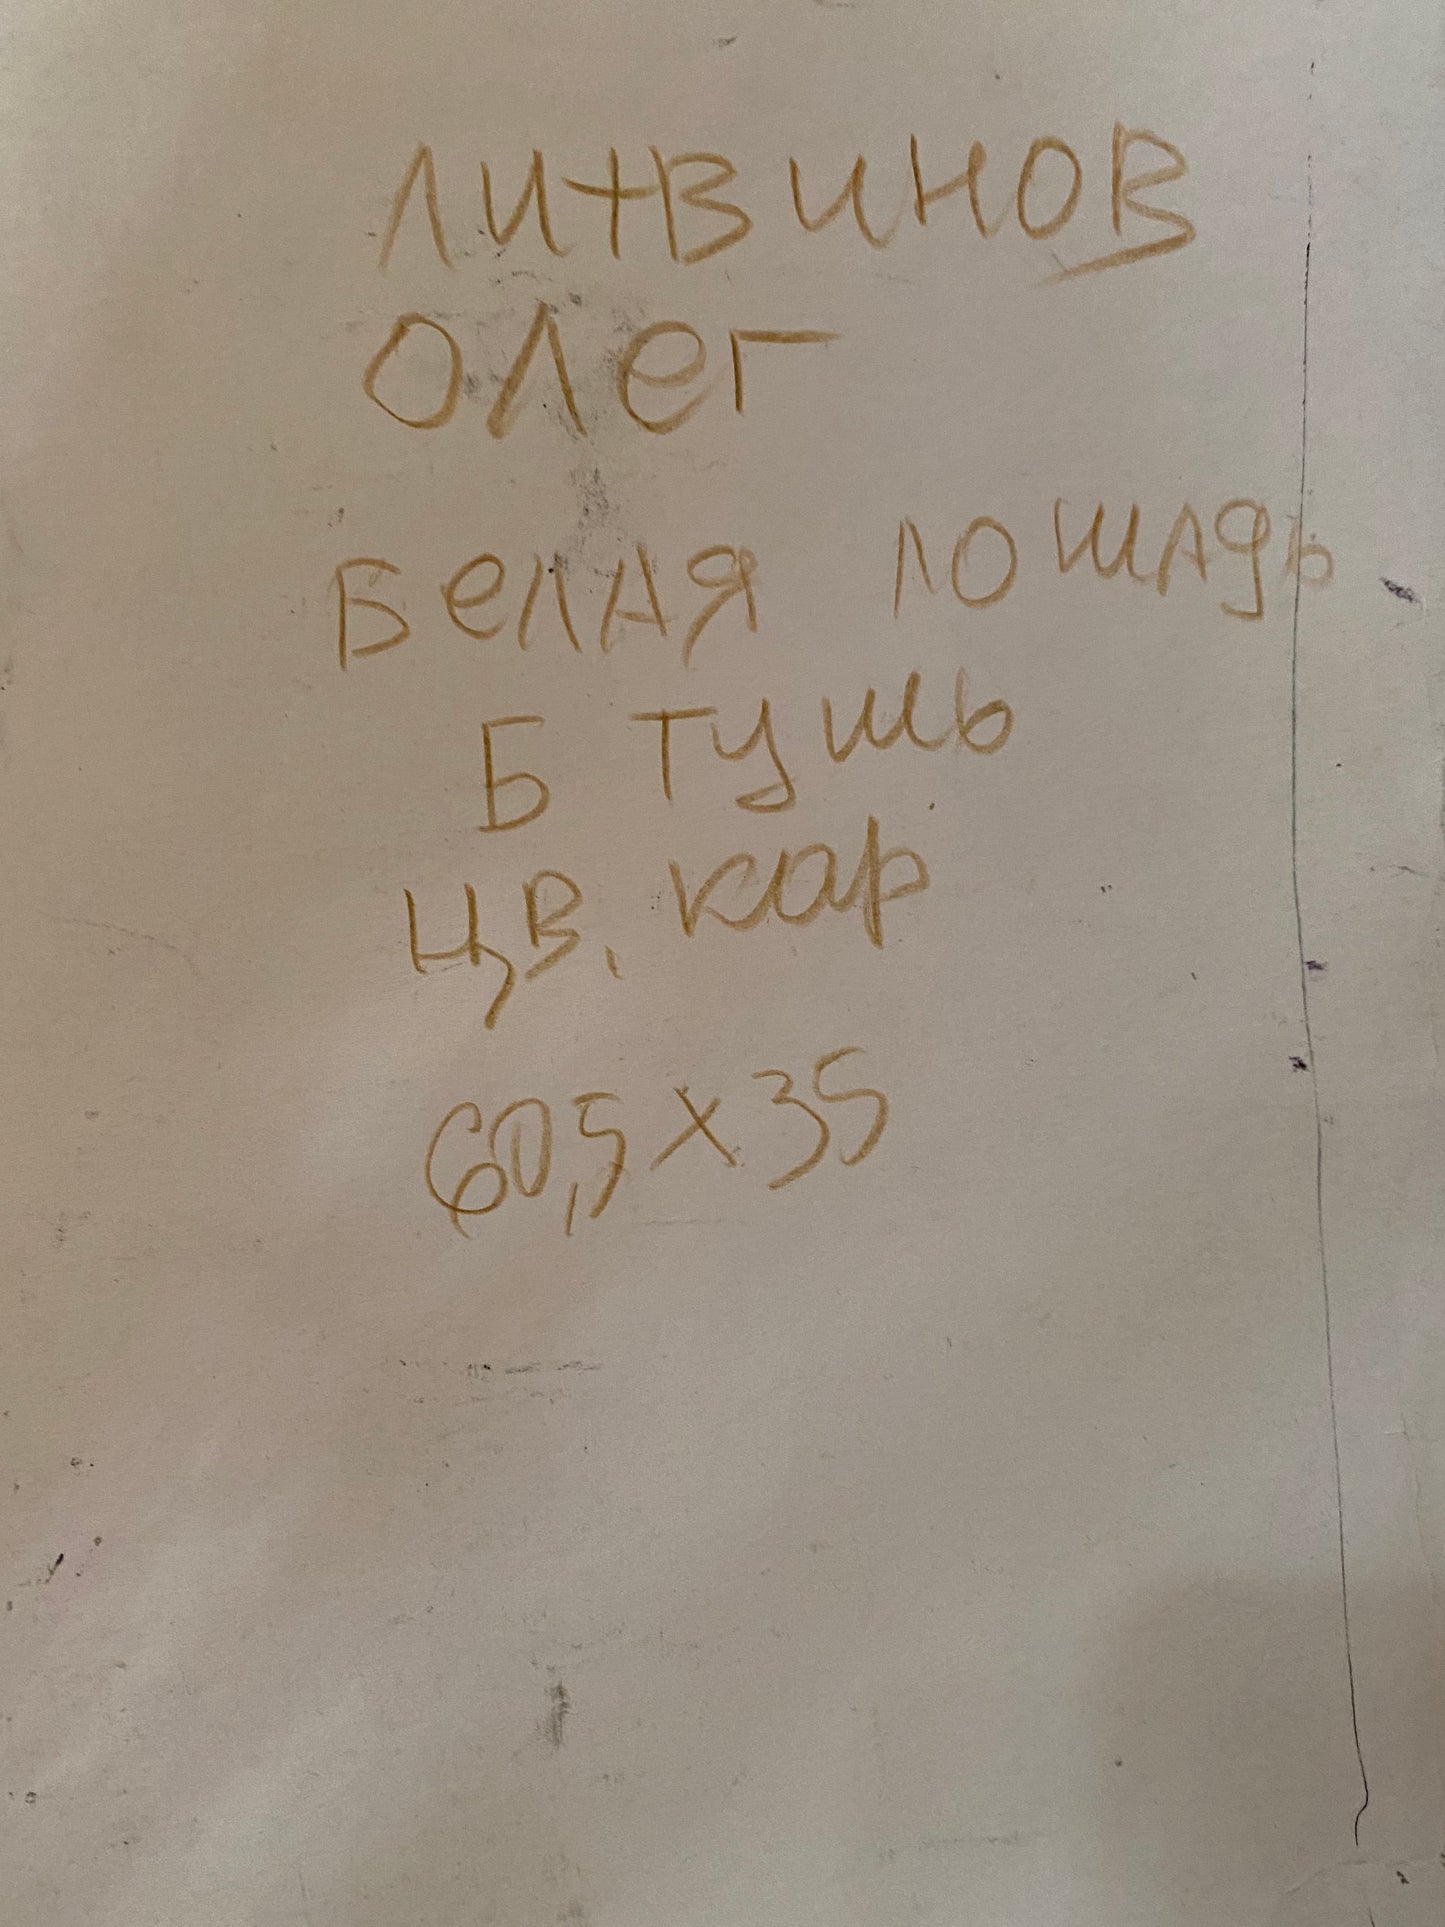 Литвинов
Олег
Белая лошадь
Б тушь
цв. кар
60,5 x 35